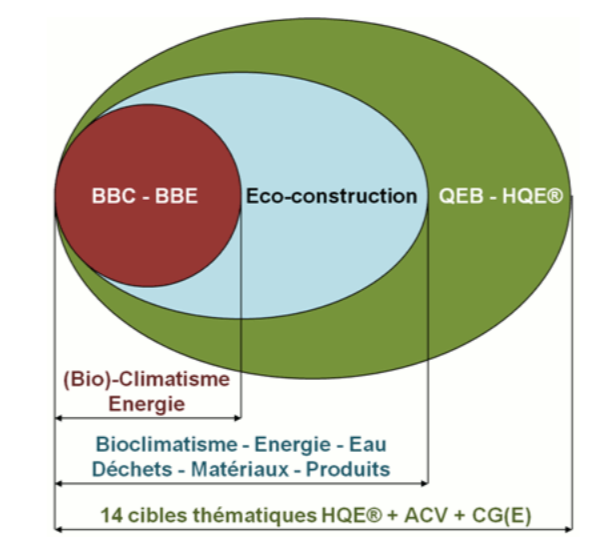 BBC - BBE
Eco-construction
QEB - HQE®
(Bio)-Climatisme
Energie
Bioclimatisme - Energie - Eau
Déchets - Matériaux - Produits
14 cibles thématiques HQE® + ACV + CG(E)